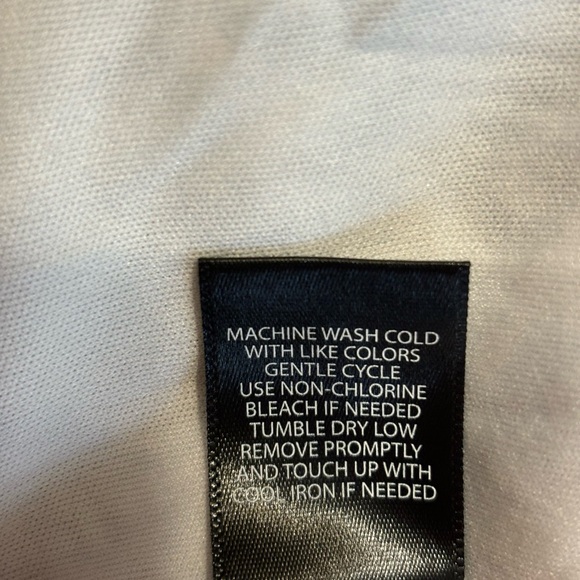 MACHINE WASH COLD
WITH LIKE COLORS
GENTLE CYCLE
USE NON-CHLORINE
BLEACH IF NEEDED
TUMBLE DRY LOW
REMOVE PROMPTLY
AND TOUCH UP WITH
COOL IRON IF NEEDED